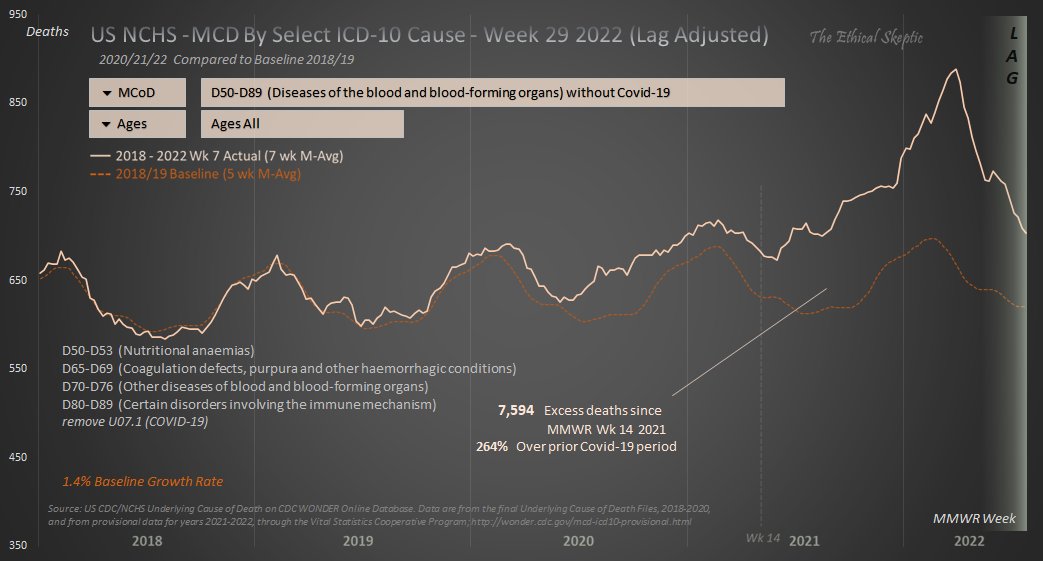 950
Deaths
US NCHS -MCD By Select ICD-10 Cause - Week 29 2022 (Lag Adjusted)
The Ethical Skeptic
L
A
G
2020/21/22 Compared to Baseline 2018/19
MCoD
D50-D89 (Diseases of the blood and blood-forming organs) without Covid-19
850
Ages
Ages All
2018 - 2022 Wk 7 Actual (7 wk M-Avg)
2018/19 Baseline (5 wk M-Avg)
750
650
550
D50-D53 (Nutritional anaemias)
D65-D69 (Coagulation defects, purpura and other haemorrhagic conditions)
D70-D76 (Other diseases of blood and blood-forming organs)
D80-D89 (Certain disorders involving the immune mechanism)
remove U07.1 (COVID-19)
7,594 Excess deaths since
MMWR Wk 14 2021
264% Over prior Covid-19 period
450
1.4% Baseline Growth Rate
Source: US CDC/NCHS Underlying Cause of Death on CDC WONDER Online Database. Data are from the final Underlying Cause of Death Files, 2018-2020,
and from provisional data for years 2021-2022, through the Vital Statistics Cooperative Program; http://wonder.cdc.gov/mcd-icd10-provisional.html
MMWR Week
350
2018
2019
2020
Wk 14
2021
2022